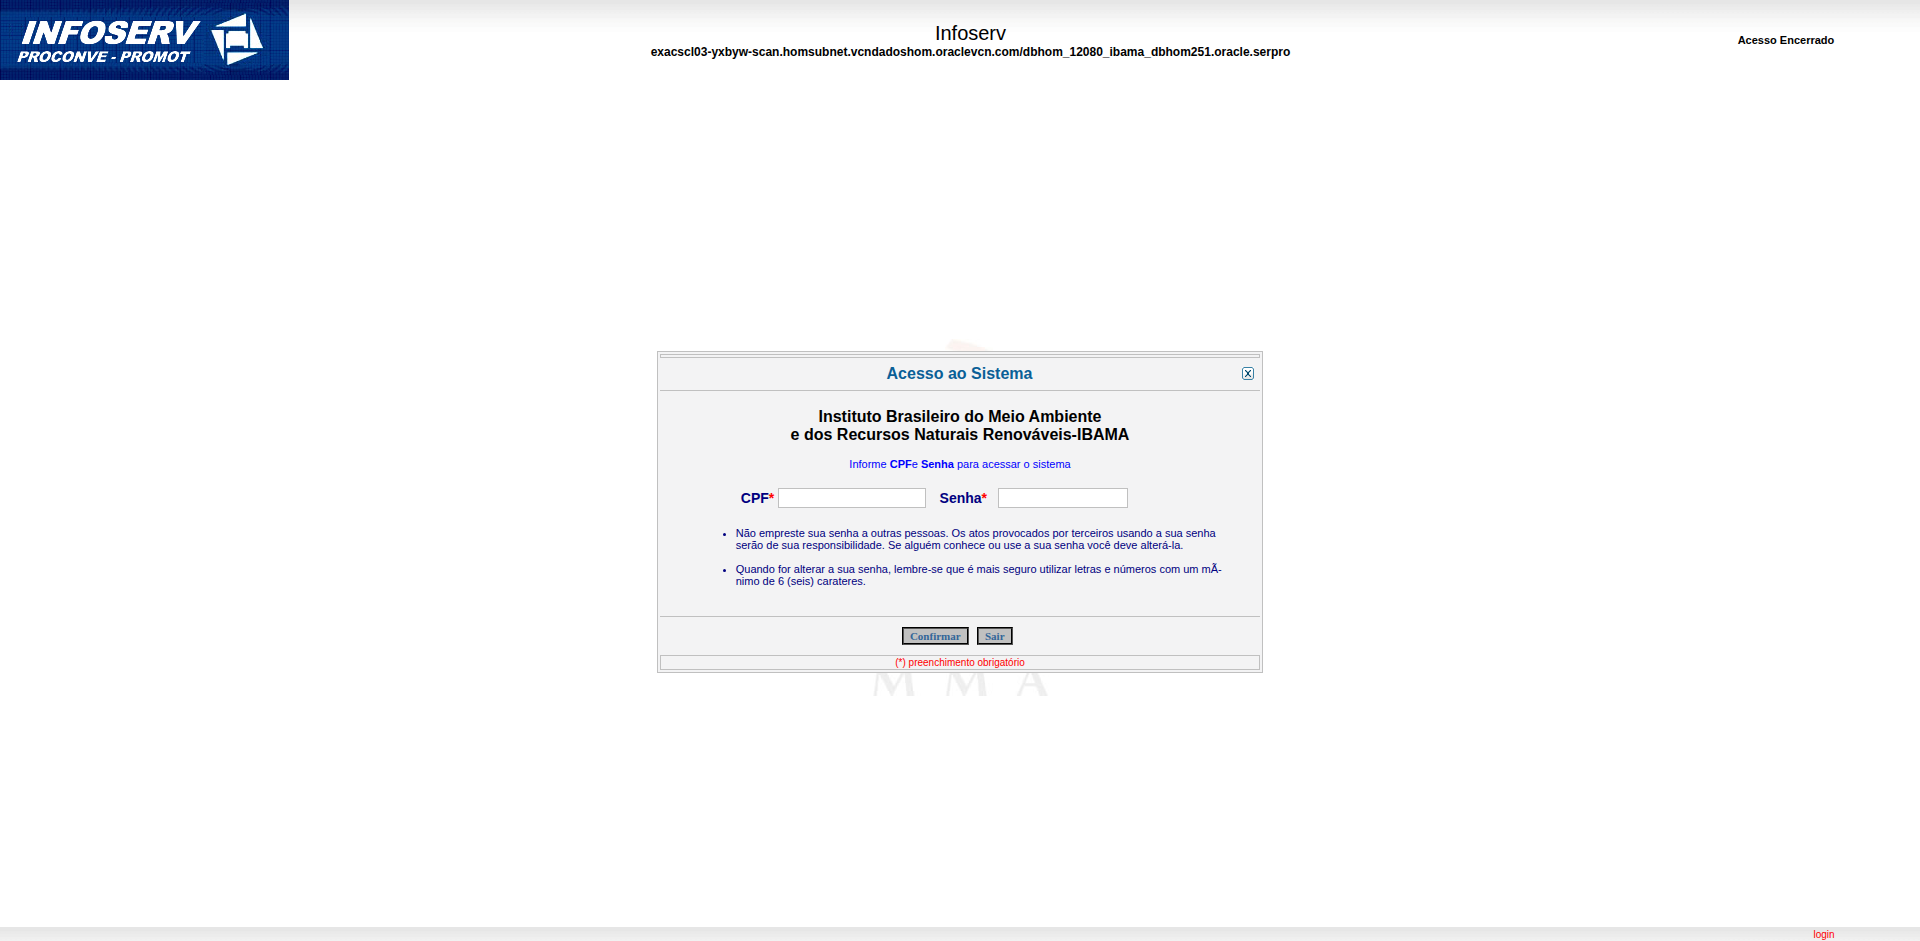 INFOSERV
PROCONVE - PROMOT
Infoserv
exacscl03-yxbyw-scan.homsubnet.vcndadoshom.oraclevcn.com/dbhom_12080_ibama_dbhom251.oracle.serpro
Acesso Encerrado
Acesso ao Sistema
X
Instituto Brasileiro do Meio Ambiente
e dos Recursos Naturais Renováveis-IBAMA
Informe CPFe Senha para acessar o sistema
CPF* Senha*
• Não empreste sua senha a outras pessoas. Os atos provocados por terceiros usando a sua senha
serão de sua responsibilidade. Se alguém conhece ou use a sua senha você deve alterá-la.
• Quando for alterar a sua senha, lembre-se que é mais seguro utilizar letras e números com um mÃ-
nimo de 6 (seis) carateres.
Confirmar Sair
(*) preenchimento obrigatório
M M A
login